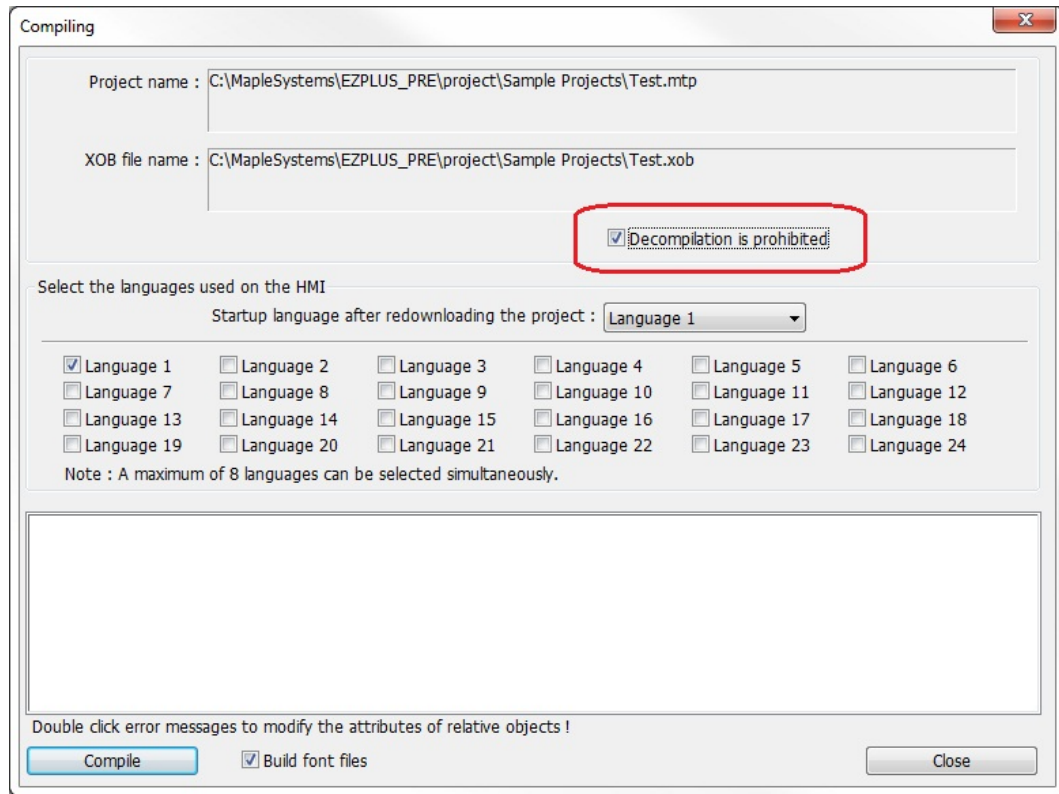 Compiling
Project name : C:\MapleSystems\EZPLUS_PRE\project\Sample Projects\Test.mtp
XOB file name : C:\MapleSystems\EZPLUS_PRE\project\Sample Projects\Test.xob
Decompilation is prohibited
Select the languages used on the HMI
Startup language after redownloading the project : Language 1
Language 1 Language 2 Language 3 Language 4 Language 5 Language 6
Language 7 Language 8 Language 9 Language 10 Language 11 Language 12
Language 13 Language 14 Language 15 Language 16 Language 17 Language 18
Language 19 Language 20 Language 21 Language 22 Language 23 Language 24
Note : A maximum of 8 languages can be selected simultaneously.
Double click error messages to modify the attributes of relative objects !
Compile Build font files Close